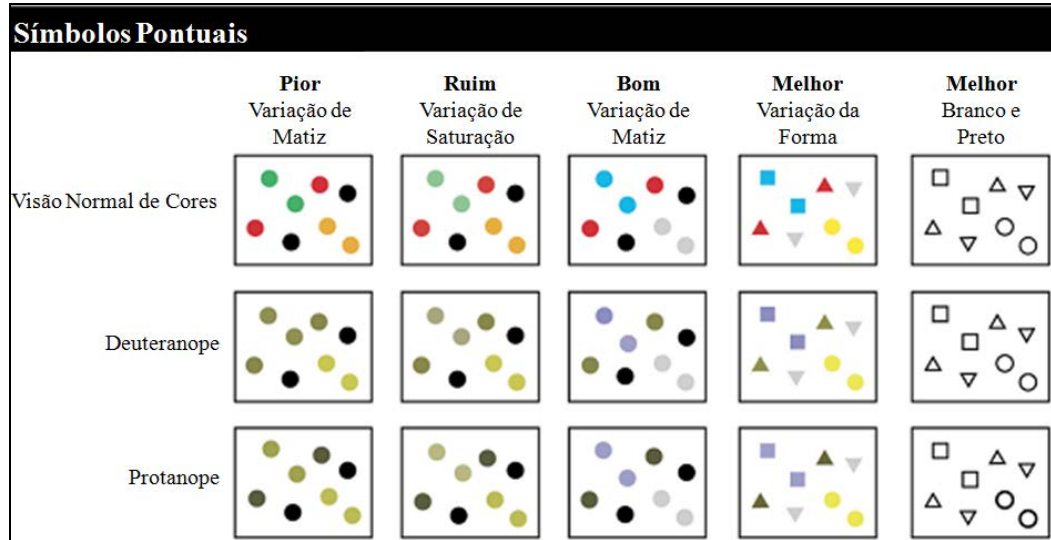 Símbolos Pontuais
Pior
Variação de
Matiz
Ruim
Variação de
Saturação
Bom
Variação de
Matiz
Melhor
Variação da
Forma
Melhor
Branco e
Preto
Visão Normal de Cores
Deuteranope
Protanope